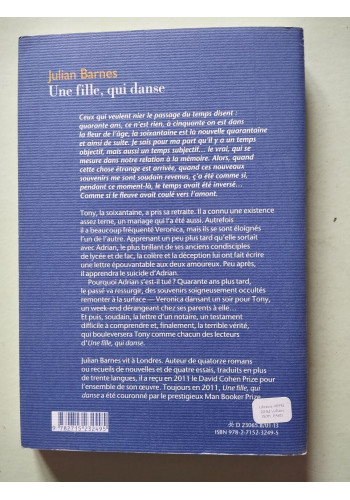 Julian Barnes
Une fille, qui danse
Ceux qui veulent nier le passage du temps disent :
quarante ans, ce n'est rien, à cinquante on est dans
la fleur de l'âge, la soixantaine est la nouvelle quarantaine
et ainsi de suite. Je sais pour ma part qu'il y a un temps
objectif, mais aussi un temps subjectif... le vrai, qui se
mesure dans notre relation à la mémoire. Alors, quand
cette chose étrange est arrivée, quand ces nouveaux
souvenirs me sont soudain revenus, ç'a été comme si,
pendant ce moment-là, le temps avait été inversé...
Comme si le fleuve avait coulé vers l'amont.
Tony, la soixantaine, a pris sa retraite. Il a connu une existence
assez terne, un mariage qui l'a été aussi. Autrefois
il a beaucoup fréquenté Veronica, mais ils se sont éloignés
l'un de l'autre. Apprenant un peu plus tard qu'elle sortait
avec Adrian, le plus brillant de ses anciens condisciples
de lycée et de fac, la colère et la déception lui ont fait écrire
une lettre épouvantable aux deux amoureux. Peu après,
il apprendra le suicide d'Adrian.
Pourquoi Adrian s'est-il tué ? Quarante ans plus tard,
le passé va ressurgir, des souvenirs soigneusement occultés
remonter à la surface — Veronica dansant un soir pour Tony,
un week-end dérangeant chez ses parents à elle...
Et puis, soudain, la lettre d'un notaire, un testament
difficile à comprendre et, finalement, la terrible vérité,
qui bouleversera Tony comme chacun des lecteurs
d'Une fille, qui danse.
Julian Barnes vit à Londres. Auteur de quatorze romans
ou recueils de nouvelles et de quatre essais, traduits en plus
de trente langues, il a reçu en 2011 le David Cohen Prize pour
l'ensemble de son œuvre. Toujours en 2011, Une fille, qui
danse a été couronné par le prestigieux Man Booker Prize.
9 782715 232495
D 23065.8/01-13
ISBN 978-2-7152-3249-5